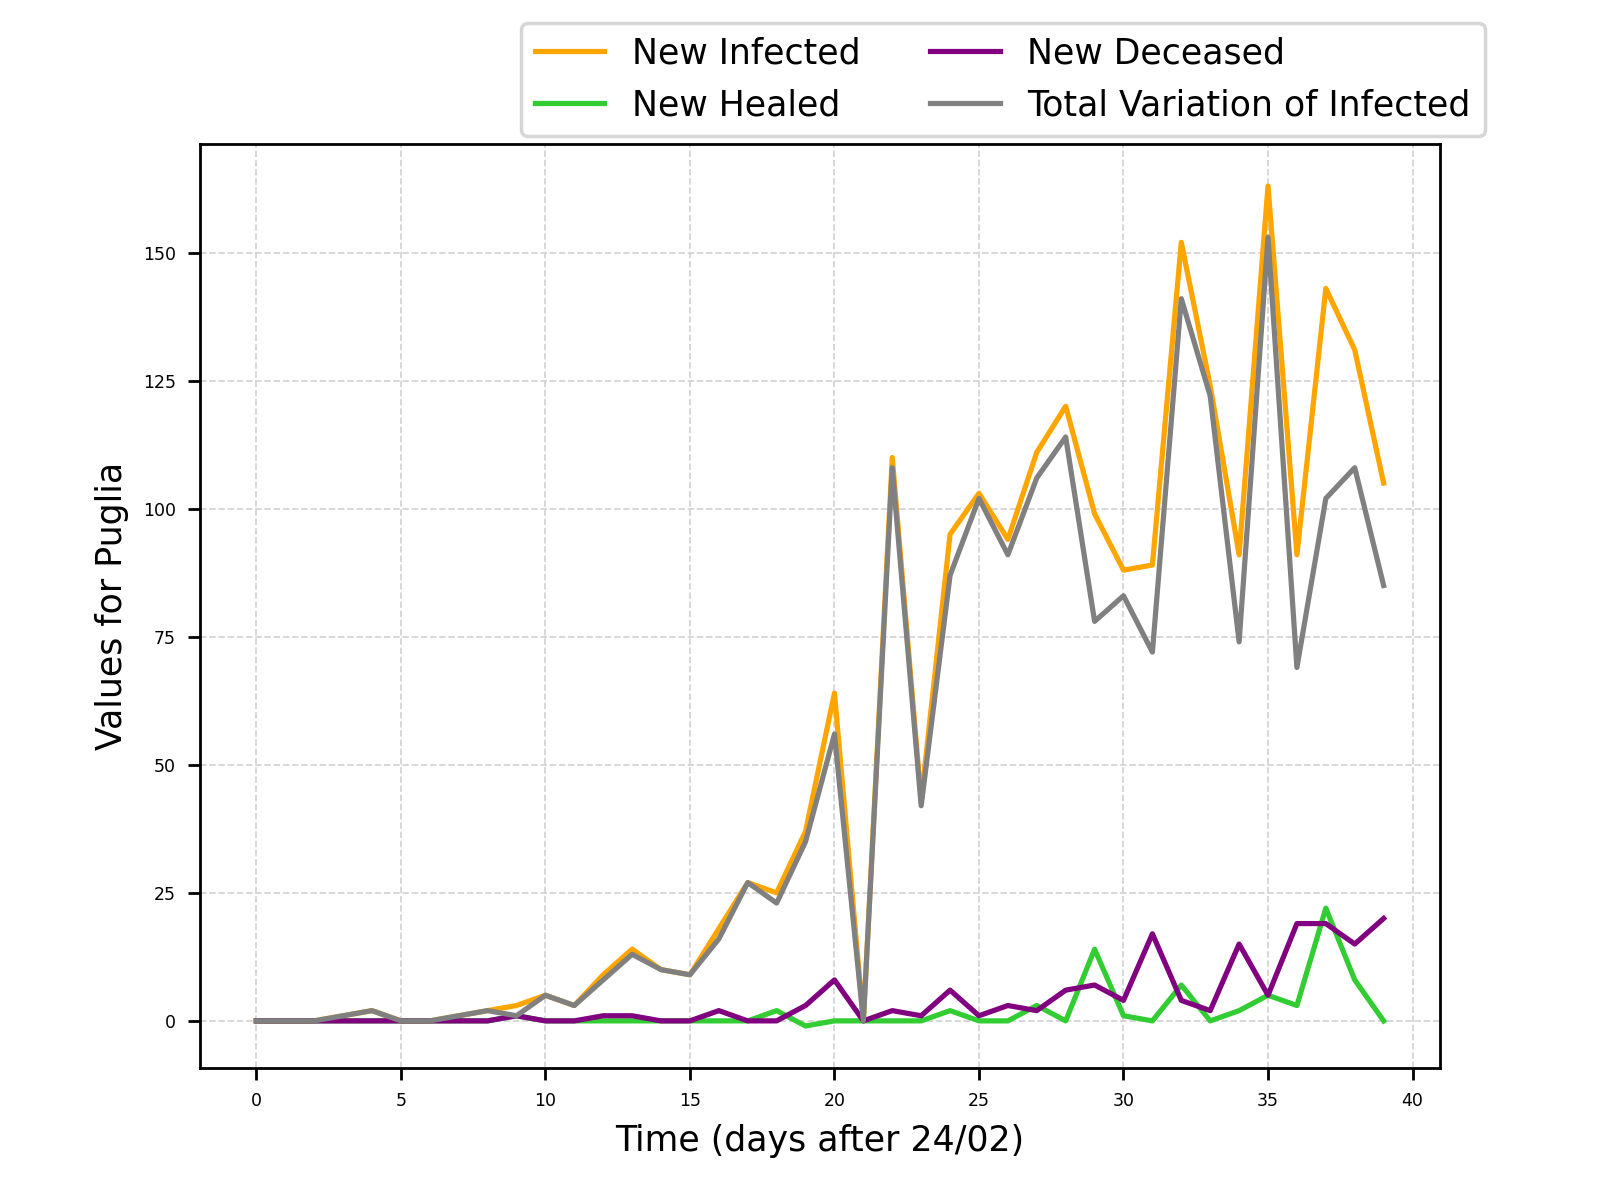 New Infected
New Healed
New Deceased
Total Variation of Infected
150
125
100
75
50
25
0
Values for Puglia
0 5 10 15 20 25 30 35 40
Time (days after 24/02)